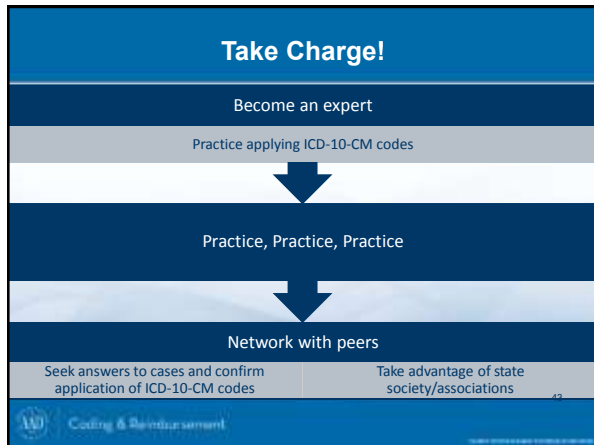 Take Charge!
Become an expert
Practice applying ICD-10-CM codes
Practice, Practice, Practice
Network with peers
Seek answers to cases and confirm
application of ICD-10-CM codes
Take advantage of state
society/associations
43
Coding & Reimbursement